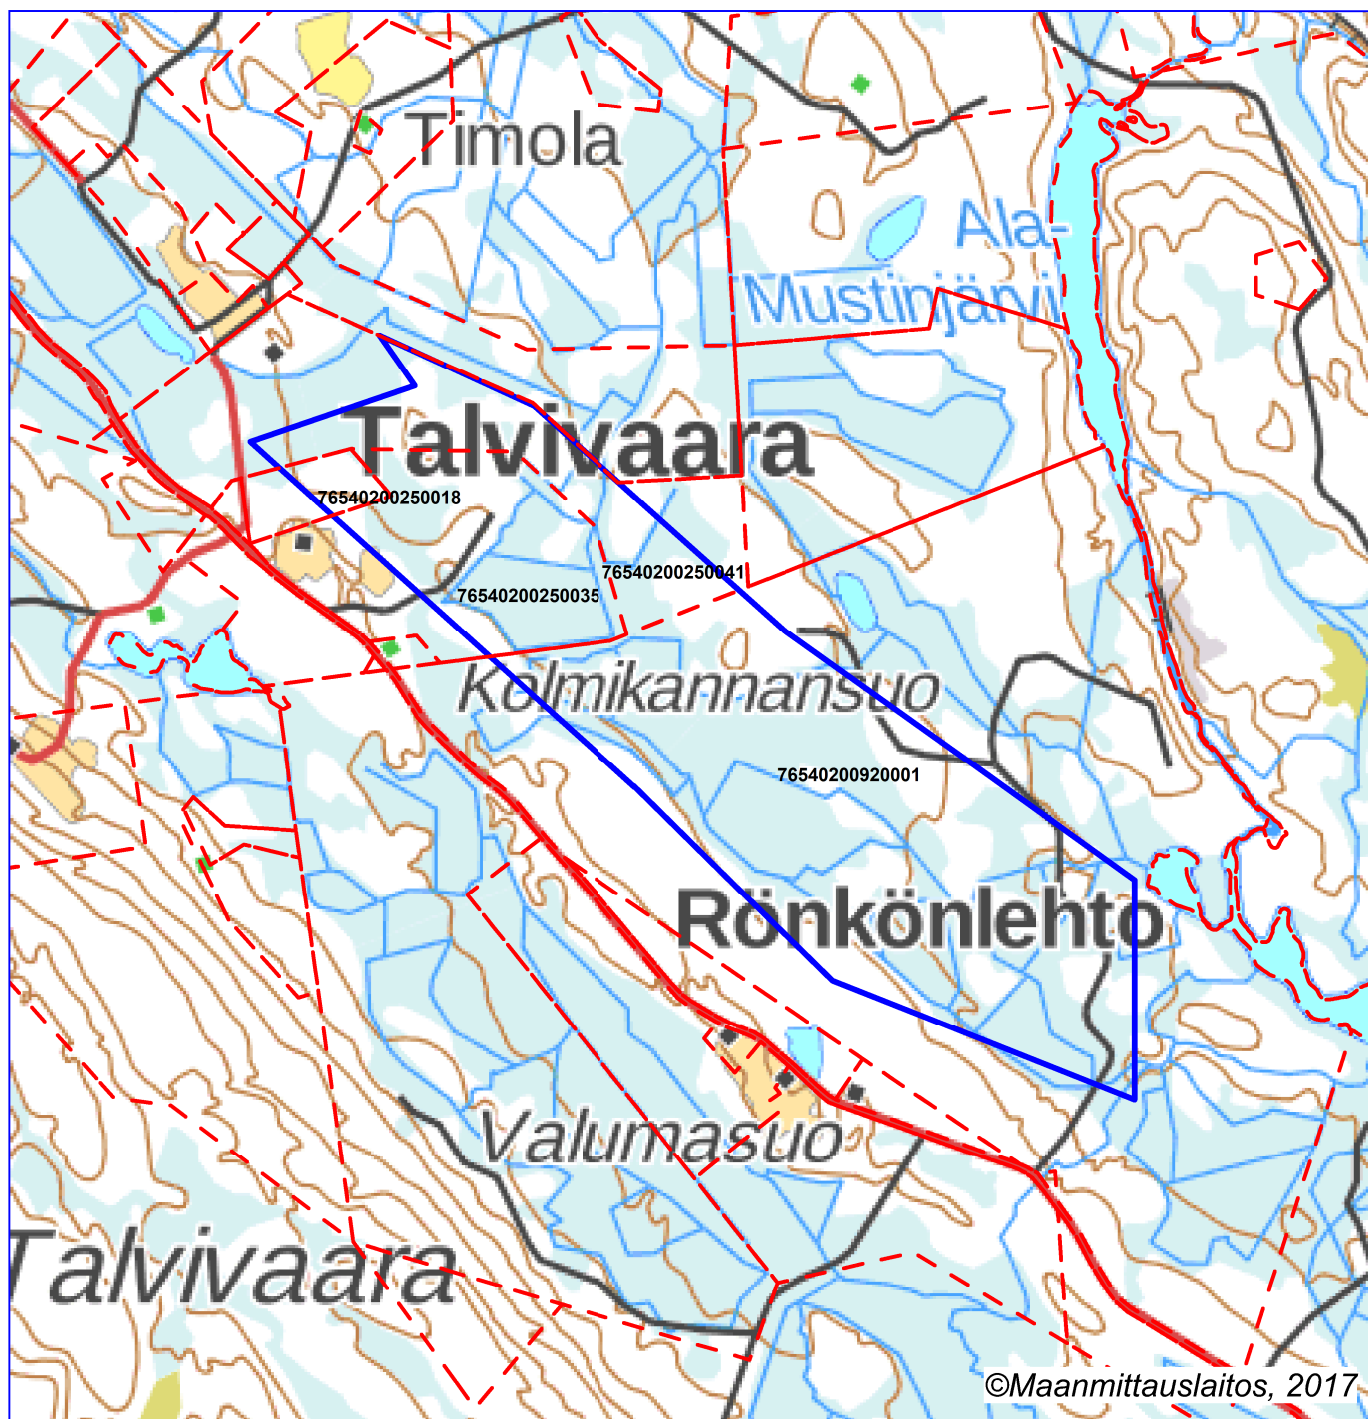 Timola
Ala-
Mustinjärvi
Talvivaara
76540200250018
76540200250041
76540200250035
Kolmikannansuo
76540200920001
Rönkönlehto
Valumasuo
Talvivaara
©Maanmittauslaitos, 2017